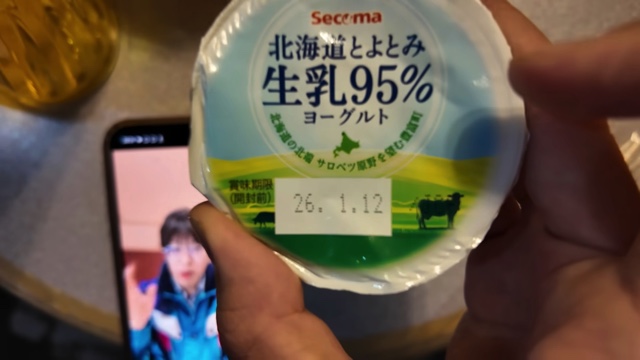 Secoma
北海道とよとみ
生乳95%
ヨーグルト
北海道の北端 サロベツ原野を望む豊富町
賞味期限
(開封前)
26. 1.12